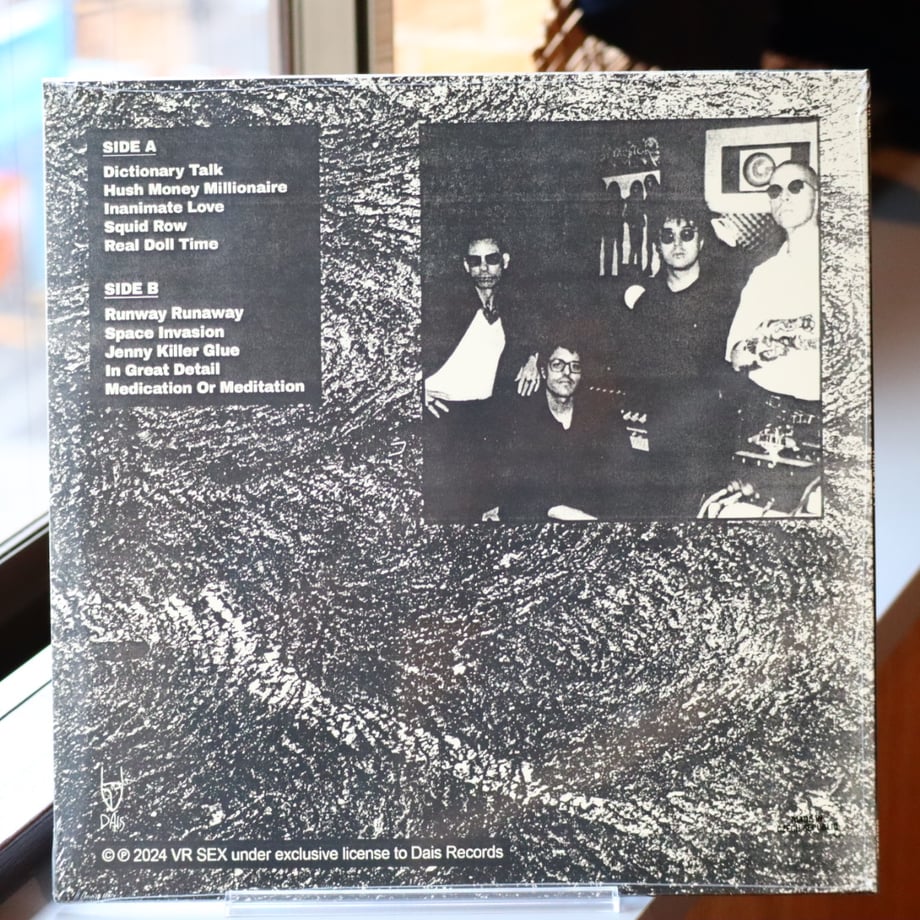 SIDE A
Dictionary Talk
Hush Money Millionaire
Inanimate Love
Squid Row
Real Doll Time
SIDE B
Runway Runaway
Space Invasion
Jenny Killer Glue
In Great Detail
Medication Or Meditation
DAIS
© ℗ 2024 VR SEX under exclusive license to Dais Records